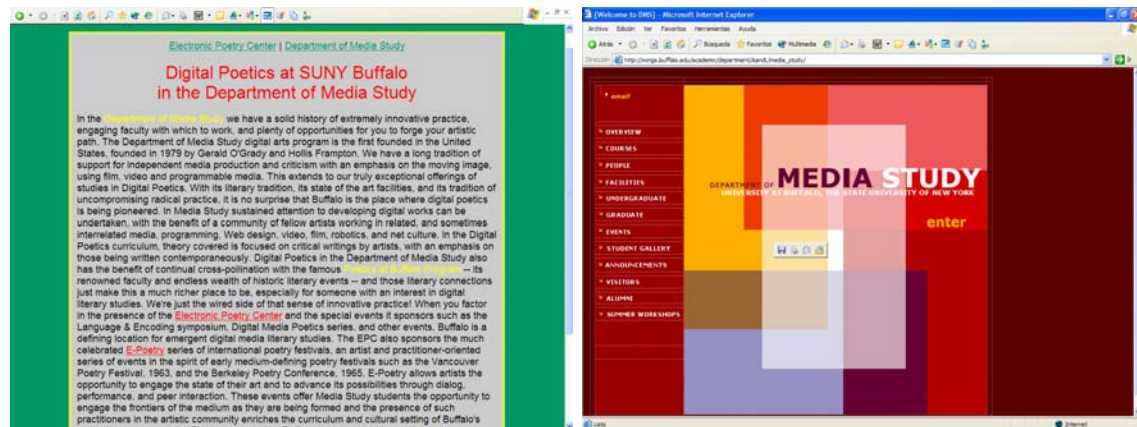 Electronic Poetry Center | Department of Media Study
Digital Poetics at SUNY Buffalo
in the Department of Media Study
In the Department of Media Study we have a solid history of extremely innovative practice,
engaging faculty with which to work, and plenty of opportunities for you to forge your artistic
path. The Department of Media Study digital arts program is the first founded in the United
States, founded in 1979 by Gerald O'Grady and Hollis Frampton. We have a long tradition of
support for independent media production and criticism with an emphasis on the moving image,
using film, video and programmable media. This extends to our truly exceptional offerings of
studies in Digital Poetics. With its literary tradition, its state of the art facilities, and its tradition of
uncompromising radical practice, it is no surprise that Buffalo is the place where digital poetics
is being pioneered. In Media Study sustained attention to developing digital works can be
undertaken, with the benefit of a community of fellow artists working in related, and sometimes
interrelated media, programming, Web design, video, film, robotics, and net culture. In the Digital
Poetics curriculum, theory covered is focused on critical writings by artists, with an emphasis on
those being written contemporaneously. Digital Poetics in the Department of Media Study also
has the benefit of continual cross-pollination with the famous Poetics at Buffalo Program -- its
renowned faculty and endless wealth of historic literary events -- and those literary connections
just make this a much richer place to be, especially for someone with an interest in digital
literary studies. We're just the wired side of that sense of innovative practice! When you factor
in the presence of the Electronic Poetry Center and the special events it sponsors such as the
Language & Encoding symposium, Digital Media Poetics series, and other events, Buffalo is a
defining location for emergent digital media literary studies. The EPC also sponsors the much
celebrated E-Poetry series of international poetry festivals, an artist and practitioner-oriented
series of events in the spirit of early medium-defining poetry festivals such as the Vancouver
Poetry Festival, 1963, and the Berkeley Poetry Conference, 1965. E-Poetry allows artists the
opportunity to engage the state of their art and to advance its possibilities through dialog,
performance, and peer interaction. These events offer Media Study students the opportunity to
engage the frontiers of the medium as they are being formed and the presence of such
practitioners in the artistic community enriches the curriculum and cultural setting of Buffalo's
[Welcome to DMS] - Microsoft Internet Explorer
Archivo Edición Ver Favoritos Herramientas Ayuda
Atrás Búsqueda Favoritos Multimedia
Dirección http://wings.buffalo.edu/academic/department/AandL/media_study/ Ir
email
OVERVIEW
COURSES
PEOPLE
FACILITIES
UNDERGRADUATE
GRADUATE
EVENTS
STUDENT GALLERY
ANNOUNCEMENTS
VISITORS
ALUMNI
SUMMER WORKSHOPS
DEPARTMENT OF MEDIA STUDY
UNIVERSITY AT BUFFALO, THE STATE UNIVERSITY OF NEW YORK
enter
Listo Internet